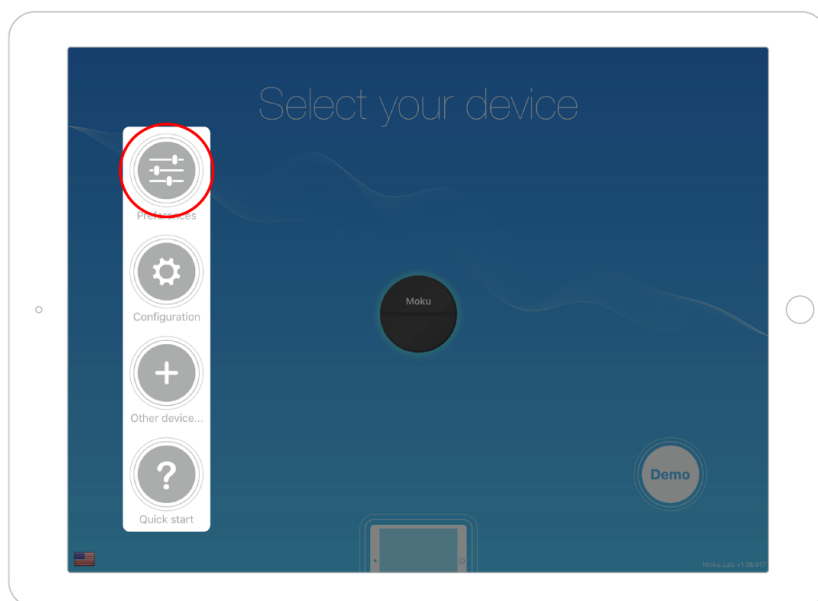 Select your device
Preferences
Configuration
Other device...
Quick start
Moku
Demo